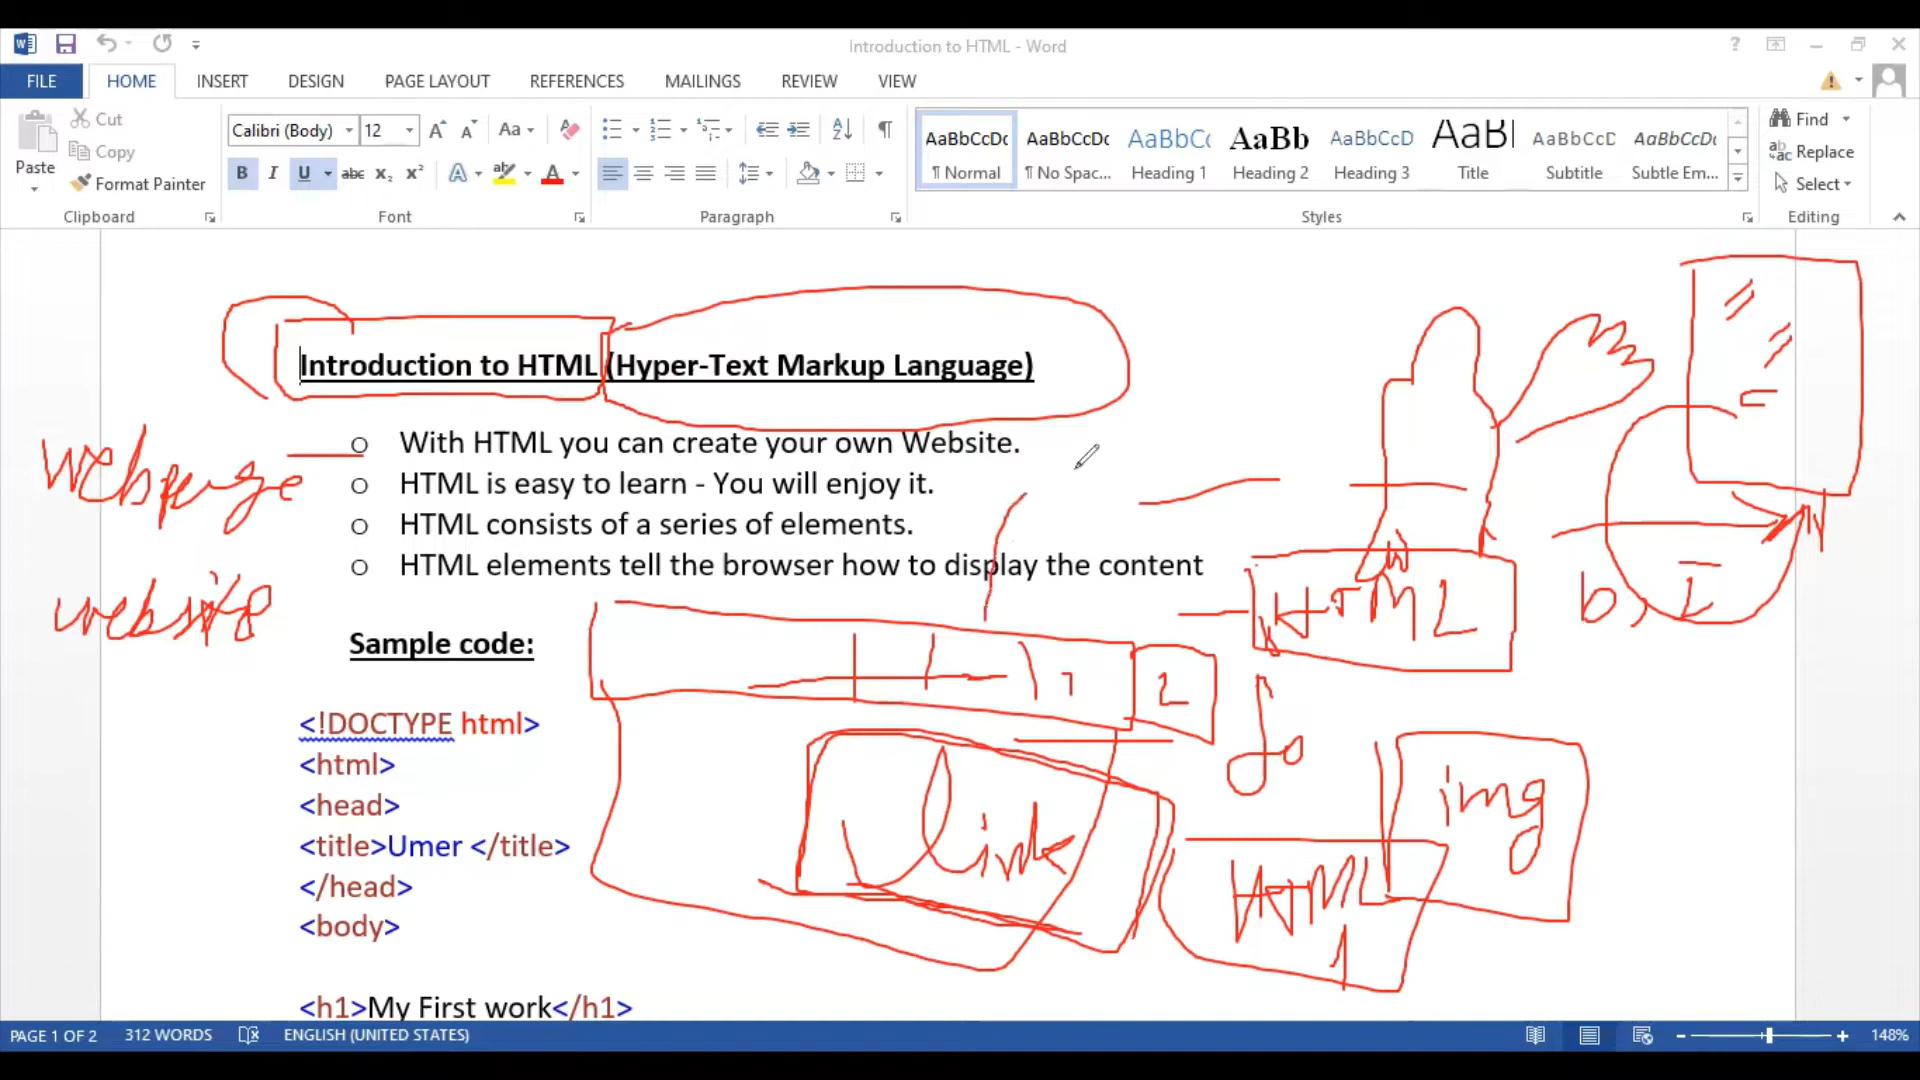 Introduction to HTML - Word
FILE HOME INSERT DESIGN PAGE LAYOUT REFERENCES MAILINGS REVIEW VIEW
Cut
Copy
Paste
Format Painter
Clipboard
Calibri (Body) 12
Font
Paragraph
AaBbCcDc AaBbCcDc AaBbCc AaBb AaBbCcD AaB AaBbCcD AaBbCcDc
¶ Normal ¶ No Spac... Heading 1 Heading 2 Heading 3 Title Subtitle Subtle Em...
Styles
Find
Replace
Select
Editing
Introduction to HTML (Hyper-Text Markup Language)
o With HTML you can create your own Website.
o HTML is easy to learn - You will enjoy it.
o HTML consists of a series of elements.
o HTML elements tell the browser how to display the content
webpage
website
Sample code:
<!DOCTYPE html>
<html>
<head>
<title>Umer </title>
</head>
<body>
<h1>My First work</h1>
HTML
b, I
1 2
link
img
HTML
1
PAGE 1 OF 2 312 WORDS ENGLISH (UNITED STATES) 148%